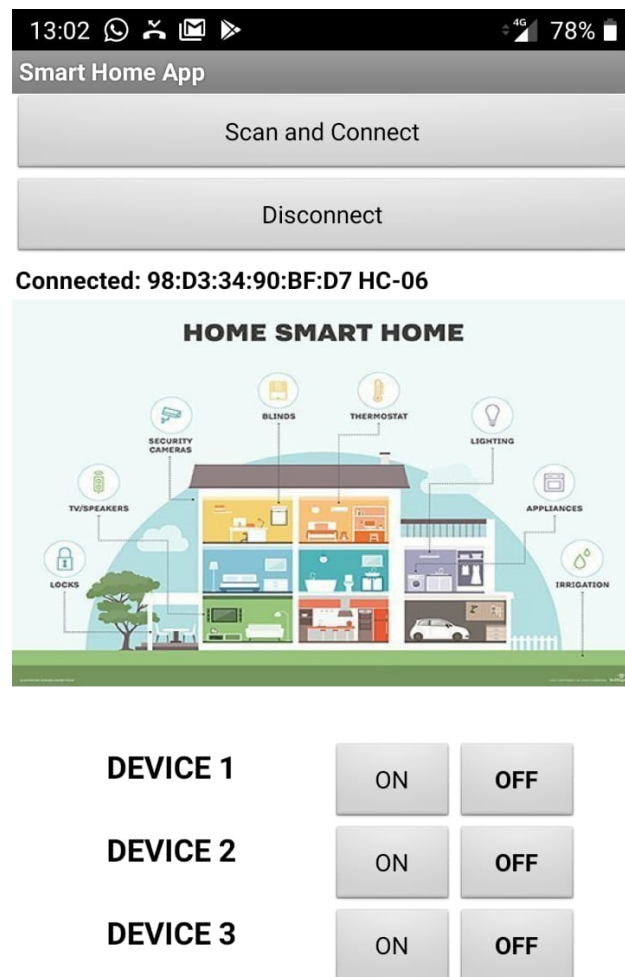 13:02 4G 78%
Smart Home App
Scan and Connect
Disconnect
Connected: 98:D3:34:90:BF:D7 HC-06
HOME SMART HOME
BLINDS
THERMOSTAT
SECURITY
CAMERAS
LIGHTING
TV/SPEAKERS
APPLIANCES
LOCKS
IRRIGATION
DEVICE 1 ON OFF
DEVICE 2 ON OFF
DEVICE 3 ON OFF